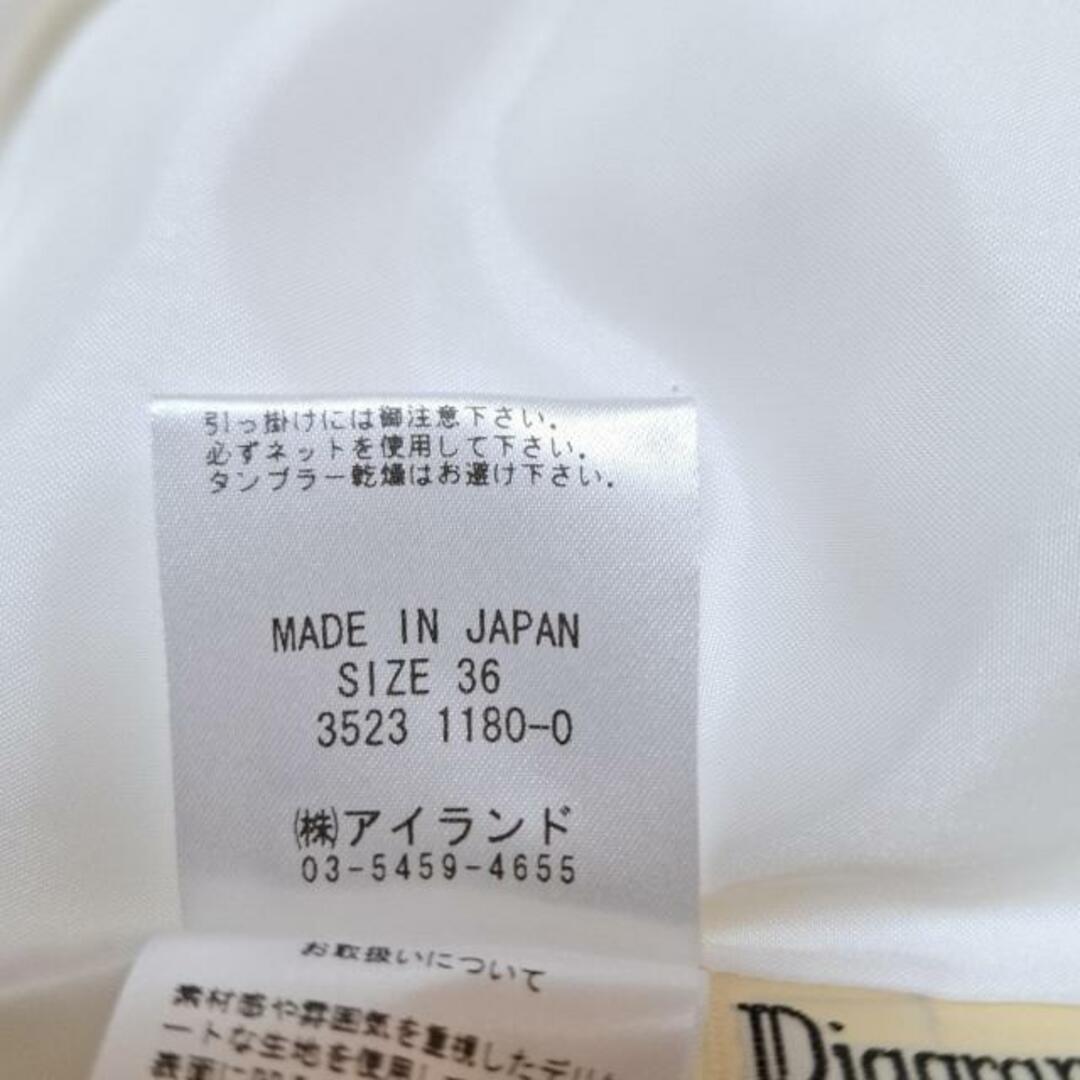 引っ掛けには御注意下さい。
必ずネットを使用して下さい。
タンブラー乾燥はお避け下さい。
MADE IN JAPAN
SIZE 36
3523 1180-0
㈱アイランド
03-5459-4655
お取扱いについて
素材感や雰囲気を重視したデリ
ートな生地を使用
表面に
Diagram